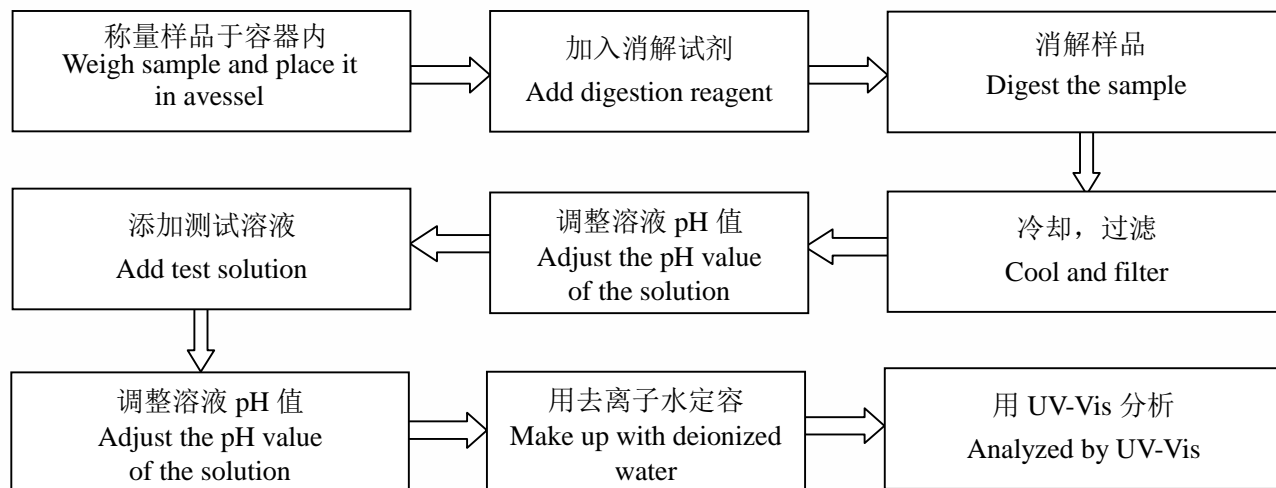 称量样品于容器内
Weigh sample and place it
in avessel
加入消解试剂
Add digestion reagent
消解样品
Digest the sample
冷却，过滤
Cool and filter
调整溶液 pH 值
Adjust the pH value
of the solution
添加测试溶液
Add test solution
调整溶液 pH 值
Adjust the pH value
of the solution
用去离子水定容
Make up with deionized
water
用 UV-Vis 分析
Analyzed by UV-Vis